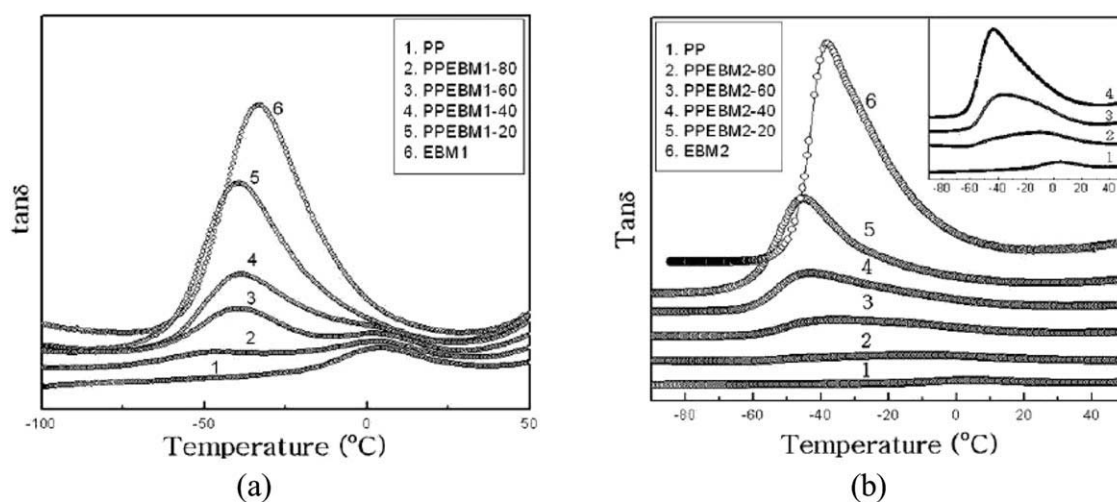 tanδ
1. PP
2. PPEBM1-80
3. PPEBM1-60
4. PPEBM1-40
5. PPEBM1-20
6. EBM1
6
5
4
3
2
1
-100 -50 0 50
Temperature (ºC)
(a)
Tanδ
1. PP
2. PPEBM2-80
3. PPEBM2-60
4. PPEBM2-40
5. PPEBM2-20
6. EBM2
4
3
2
1
-80 -60 -40 -20 0 20 40
6
5
4
3
2
1
-80 -40 0 40
Temperature (ºC)
(b)